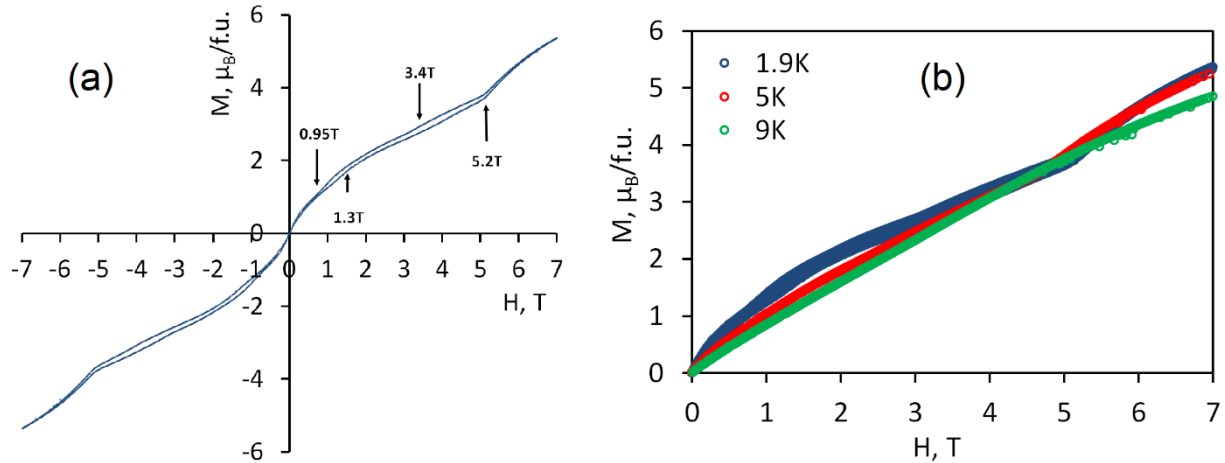 (a)
M, μB/f.u.
6
4
2
0
-2
-4
-6
-7 -6 -5 -4 -3 -2 -1 0 1 2 3 4 5 6 7
H, T
0.95T
3.4T
1.3T
5.2T
(b)
M, μB/f.u.
6
5
4
3
2
1
0
0 1 2 3 4 5 6 7
H, T
1.9K
5K
9K